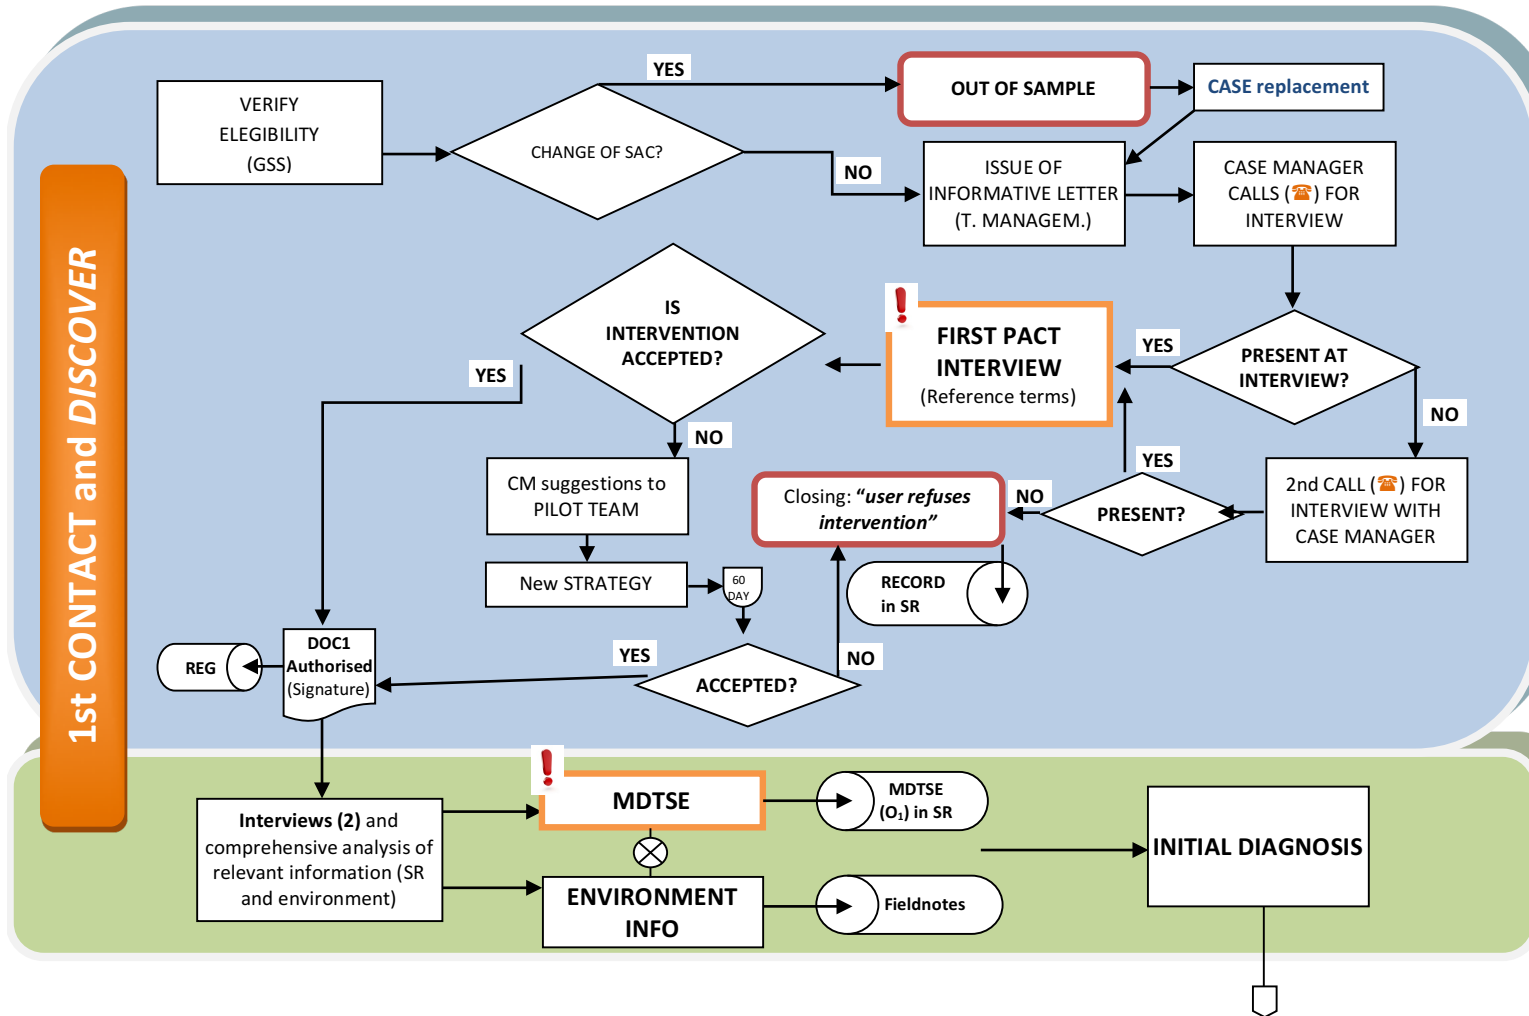 YES
OUT OF SAMPLE
CASE replacement
VERIFY
ELEGIBILITY
(GSS)
CHANGE OF SAC?
NO
ISSUE OF
INFORMATIVE LETTER
(T. MANAGEM.)
CASE MANAGER
CALLS (☎) FOR
INTERVIEW
1st CONTACT and DISCOVER
IS
INTERVENTION
ACCEPTED?
FIRST PACT
INTERVIEW
(Reference terms)
YES
PRESENT AT
INTERVIEW?
YES
NO
NO
CM suggestions to
PILOT TEAM
Closing: “user refuses
intervention”
NO
YES
PRESENT?
2nd CALL (☎) FOR
INTERVIEW WITH
CASE MANAGER
New STRATEGY
60
DAY
RECORD
in SR
REG
DOC1
Authorised
(Signature)
YES
ACCEPTED?
NO
Interviews (2) and
comprehensive analysis of
relevant information (SR
and environment)
MDTSE
MDTSE
(O₁) in SR
INITIAL DIAGNOSIS
ENVIRONMENT
INFO
Fieldnotes